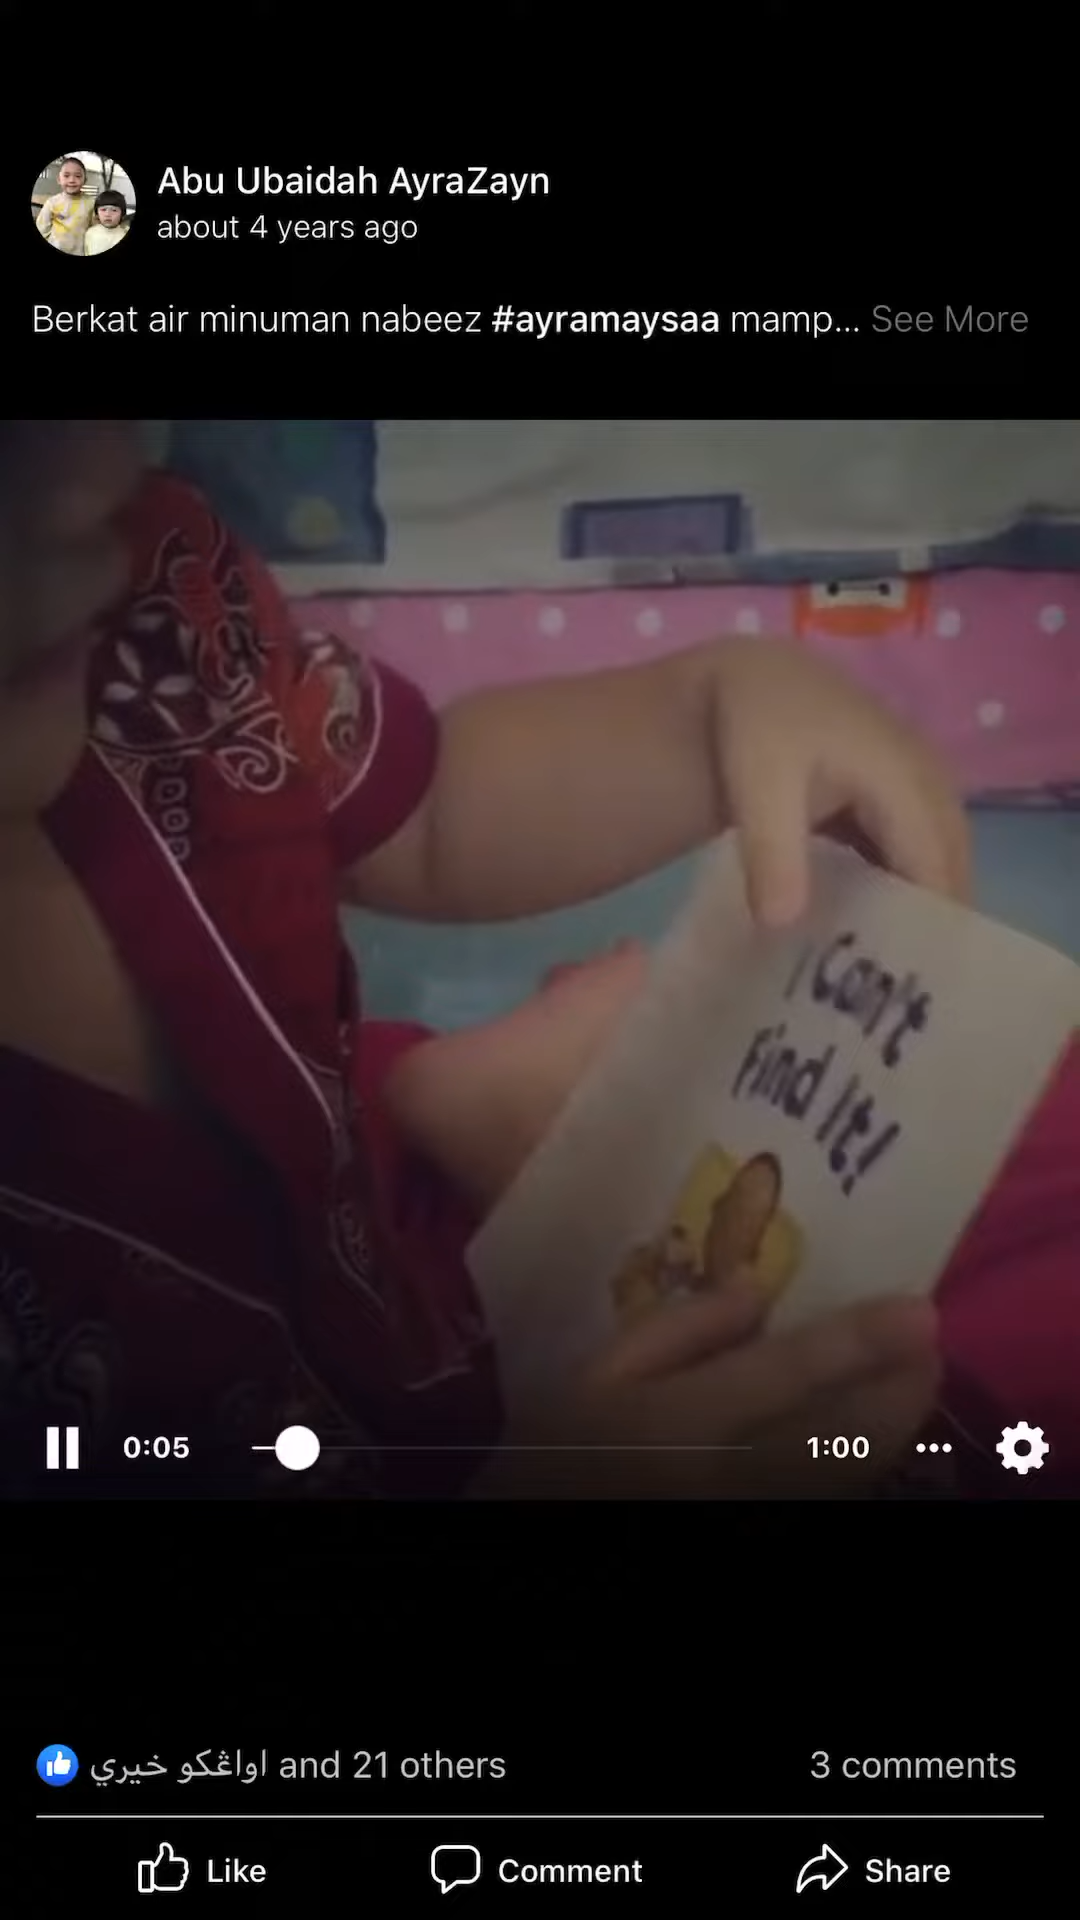 Abu Ubaidah AyraZayn
about 4 years ago
Berkat air minuman nabeez #ayramaysaa mamp... See More
I Can't
Find It!
0:05
1:00
اواڠكو خيري and 21 others
3 comments
Like
Comment
Share